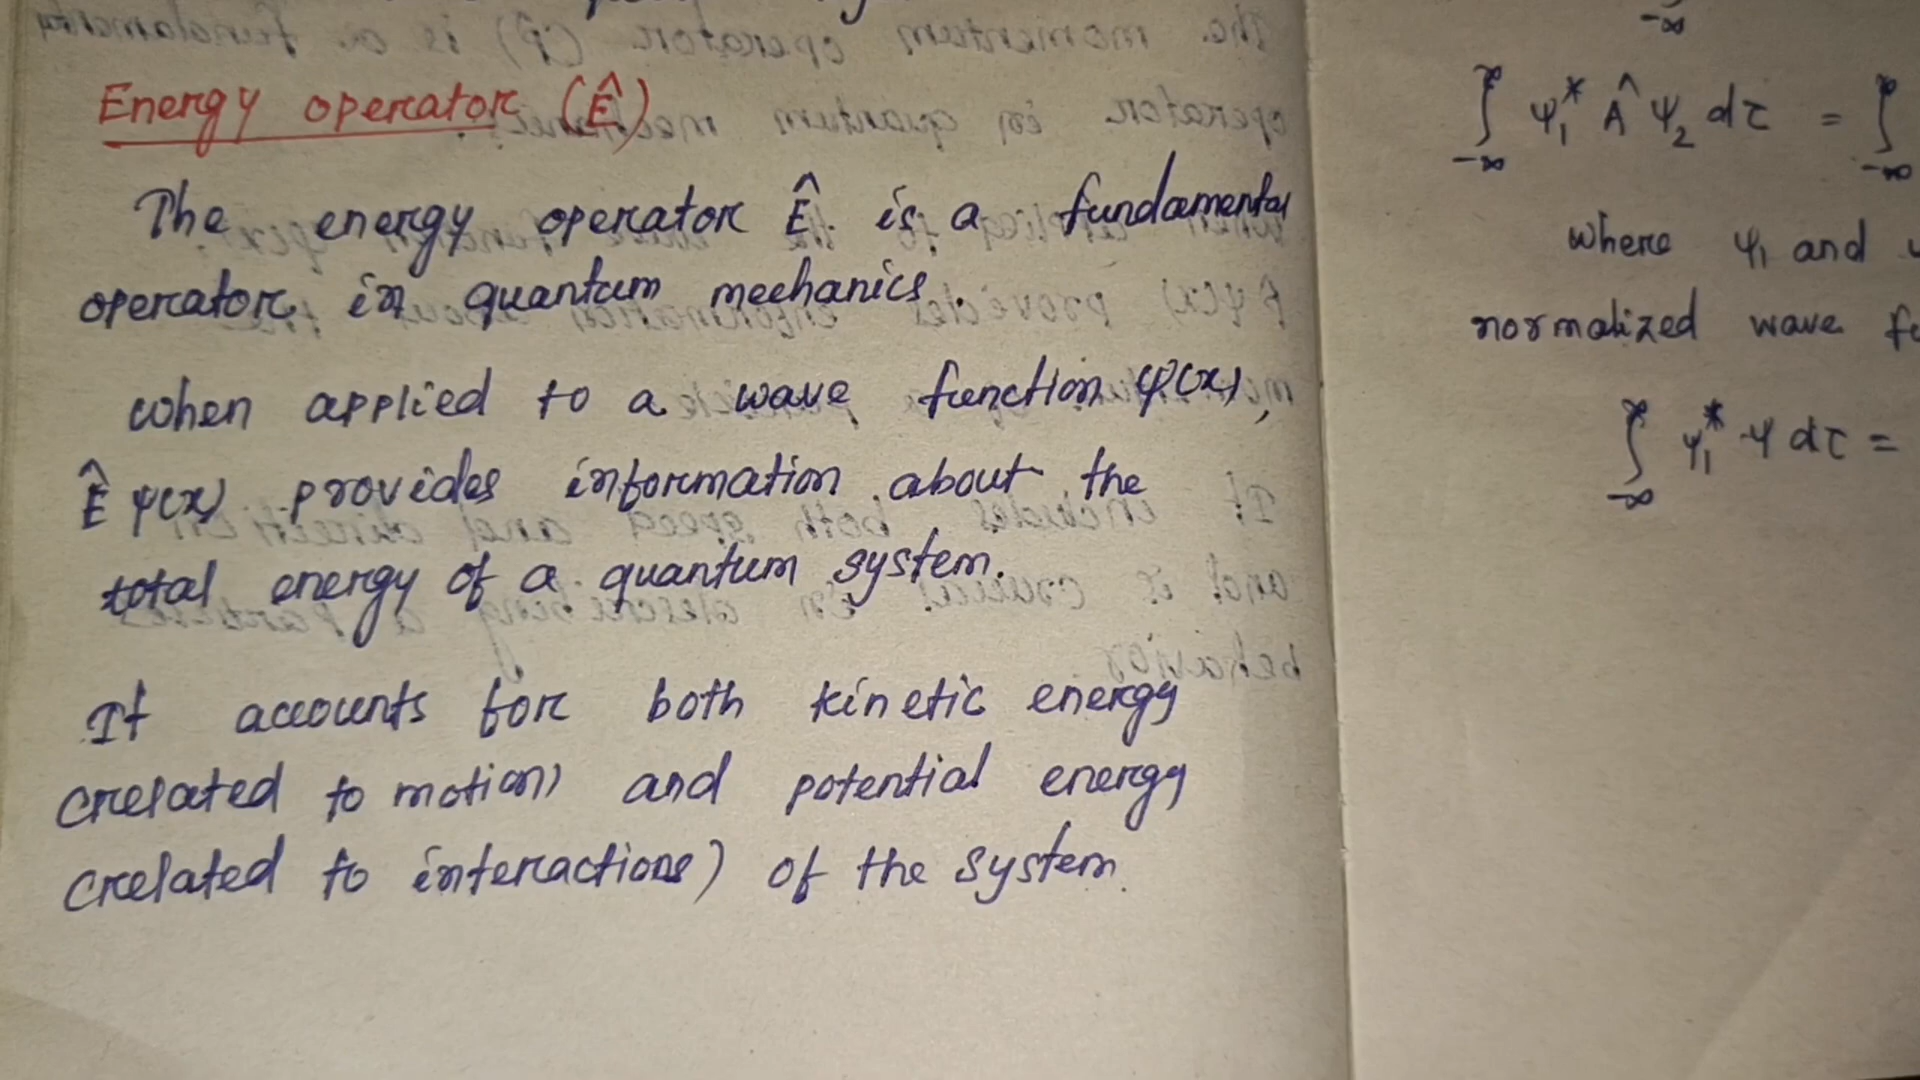 Energy operator (Ê)
The energy operator Ê is a fundamental
operator in quantum mechanics.
when applied to a wave function ψ(x),
Ê ψ(x) provides information about the
total energy of a quantum system.
It accounts for both kinetic energy
(related to motion) and potential energy
(related to interactions) of the system.
-∞
∫ ψ₁* Â ψ₂ dτ = ∫
∞
-∞
-∞
where ψ₁ and
normalized wave
∞
∫ ψ₁* ψ dτ =
-∞